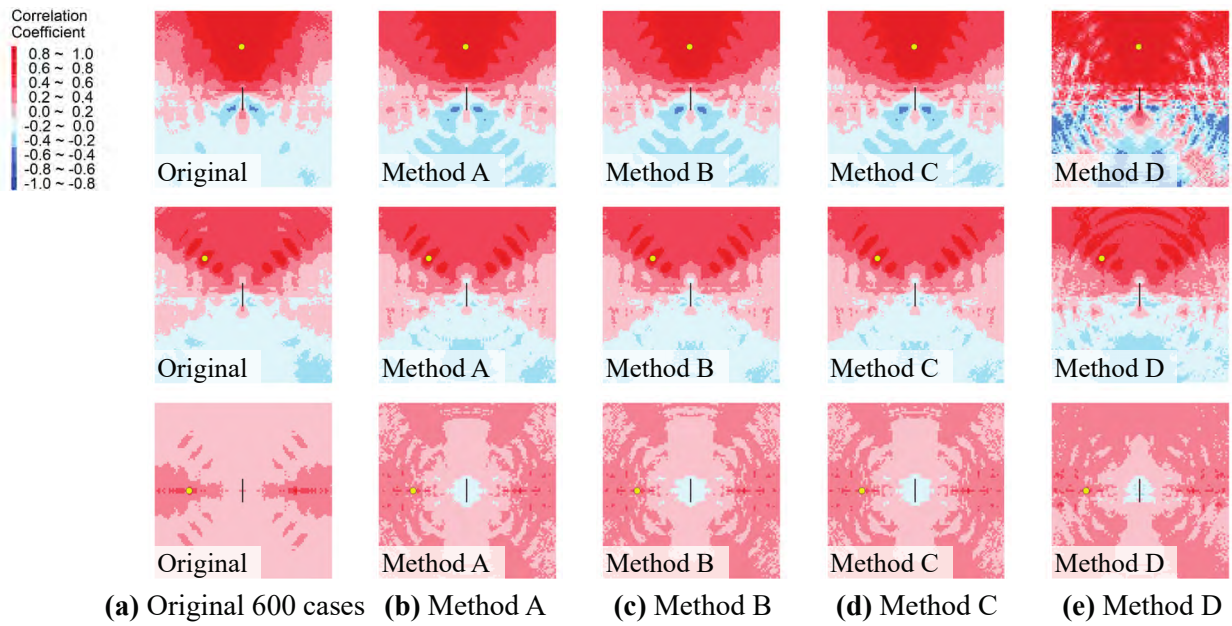 Correlation
Coefficient
0.8 ~ 1.0
0.6 ~ 0.8
0.4 ~ 0.6
0.2 ~ 0.4
0.0 ~ 0.2
-0.2 ~ 0.0
-0.4 ~ -0.2
-0.6 ~ -0.4
-0.8 ~ -0.6
-1.0 ~ -0.8
Original
Method A
Method B
Method C
Method D
Original
Method A
Method B
Method C
Method D
Original
Method A
Method B
Method C
Method D
(a) Original 600 cases
(b) Method A
(c) Method B
(d) Method C
(e) Method D